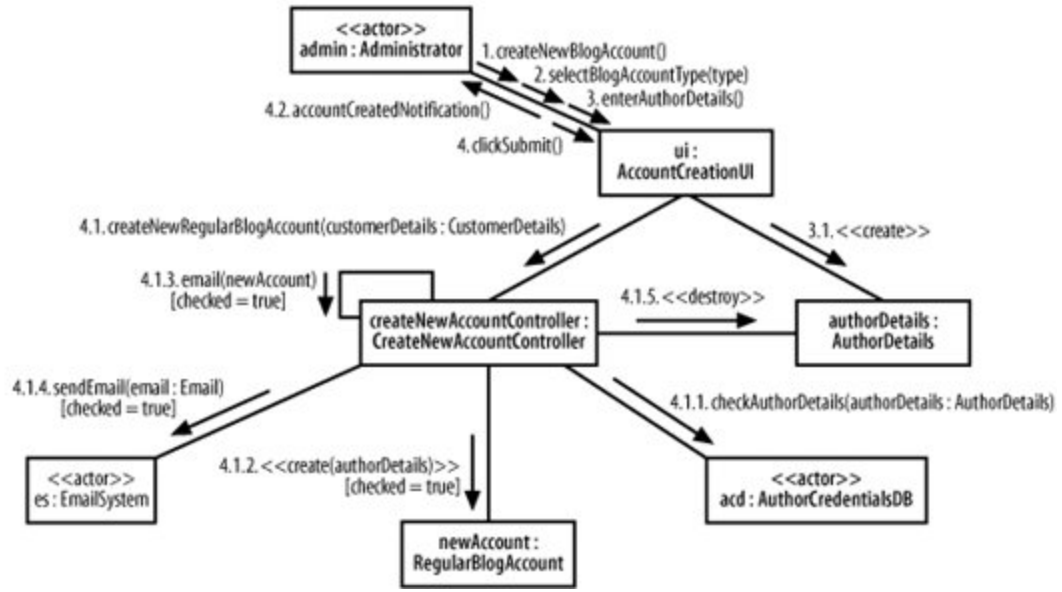 <<actor>>
admin : Administrator
1. createNewBlogAccount()
2. selectBlogAccountType(type)
3. enterAuthorDetails()
4.2. accountCreatedNotification()
4. clickSubmit()
ui :
AccountCreationUI
4.1. createNewRegularBlogAccount(customerDetails : CustomerDetails)
3.1. <<create>>
4.1.3. email(newAccount)
[checked = true]
4.1.5. <<destroy>>
createNewAccountController :
CreateNewAccountController
authorDetails :
AuthorDetails
4.1.4. sendEmail(email : Email)
[checked = true]
4.1.1. checkAuthorDetails(authorDetails : AuthorDetails)
4.1.2. <<create(authorDetails)>>
[checked = true]
<<actor>>
es : EmailSystem
<<actor>>
acd : AuthorCredentialsDB
newAccount :
RegularBlogAccount